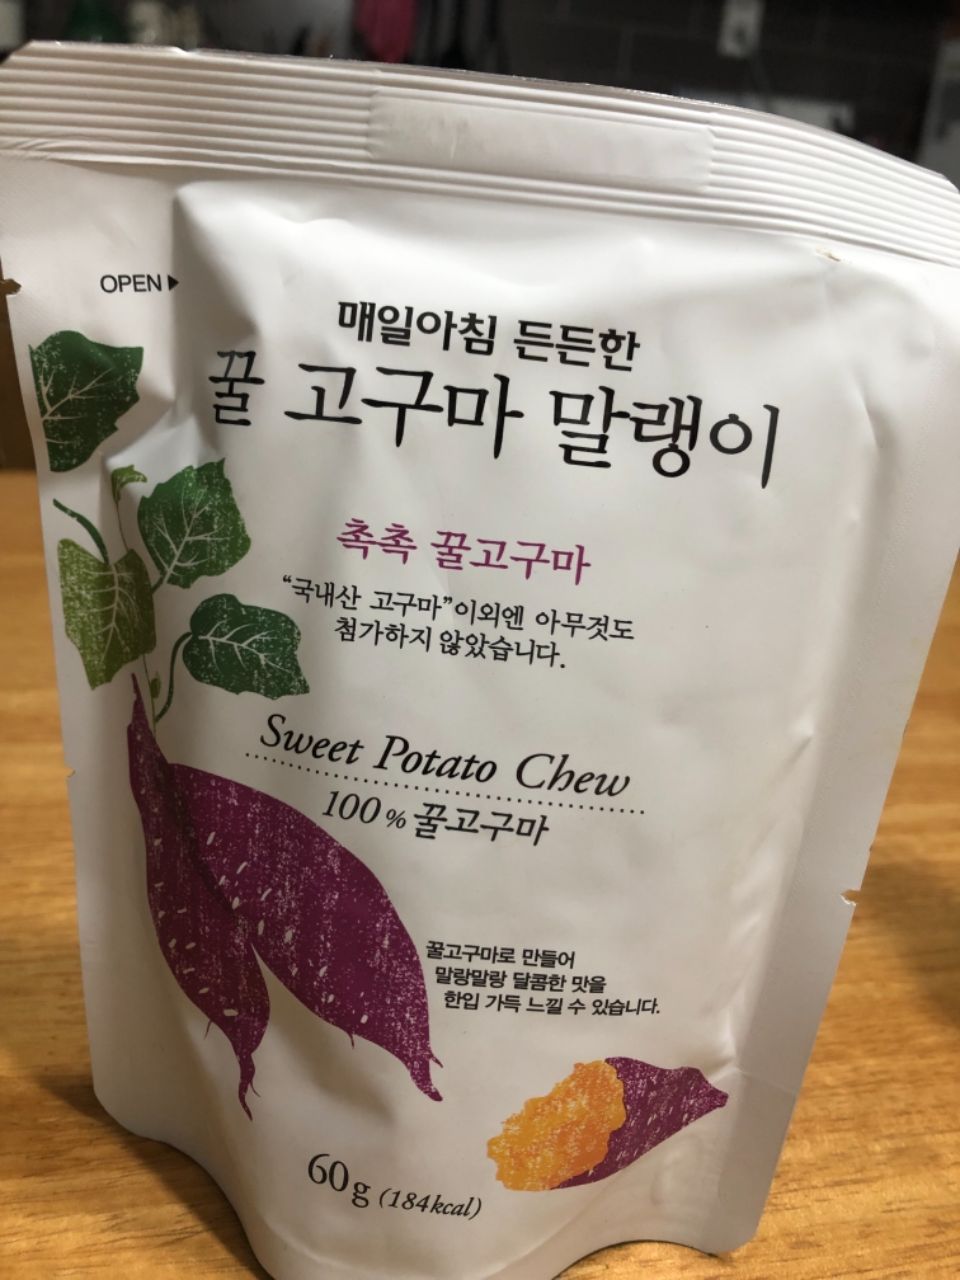 OPEN▶
매일아침 든든한
꿀 고구마 말랭이
촉촉 꿀고구마
“국내산 고구마”이외엔 아무것도
첨가하지 않았습니다.
Sweet Potato Chew
100% 꿀고구마
꿀고구마로 만들어
말랑말랑 달콤한 맛을
한입 가득 느낄 수 있습니다.
60g (184kcal)